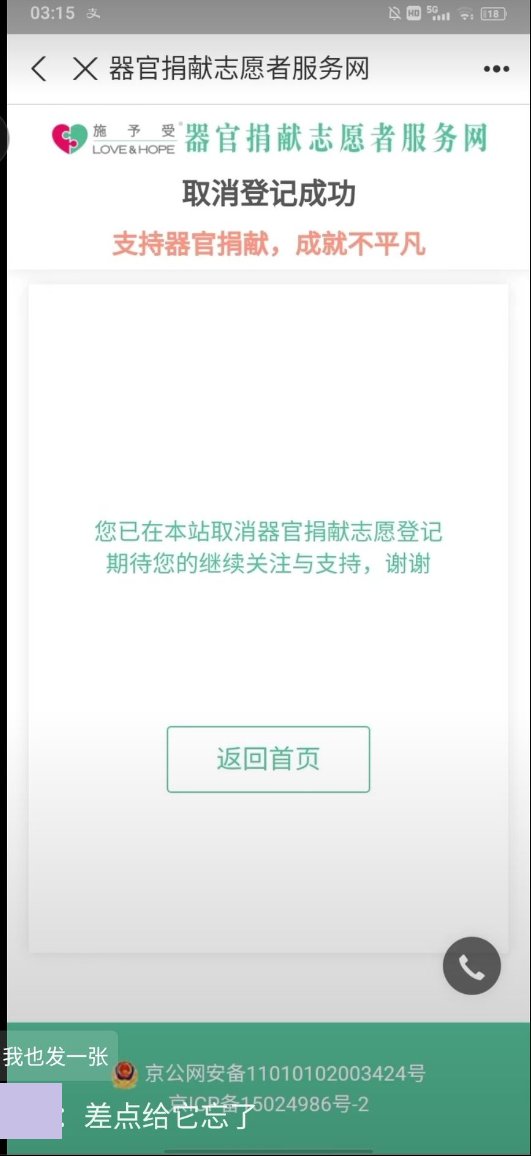 03:15 支 HD 5G 18
器官捐献志愿者服务网
施 予 受® 器官捐献志愿者服务网
LOVE & HOPE
取消登记成功
支持器官捐献，成就不平凡
您已在本站取消器官捐献志愿登记
期待您的继续关注与支持，谢谢
返回首页
我也发一张
京公网安备11010102003424号
京ICP备15024986号-2
：差点给它忘了